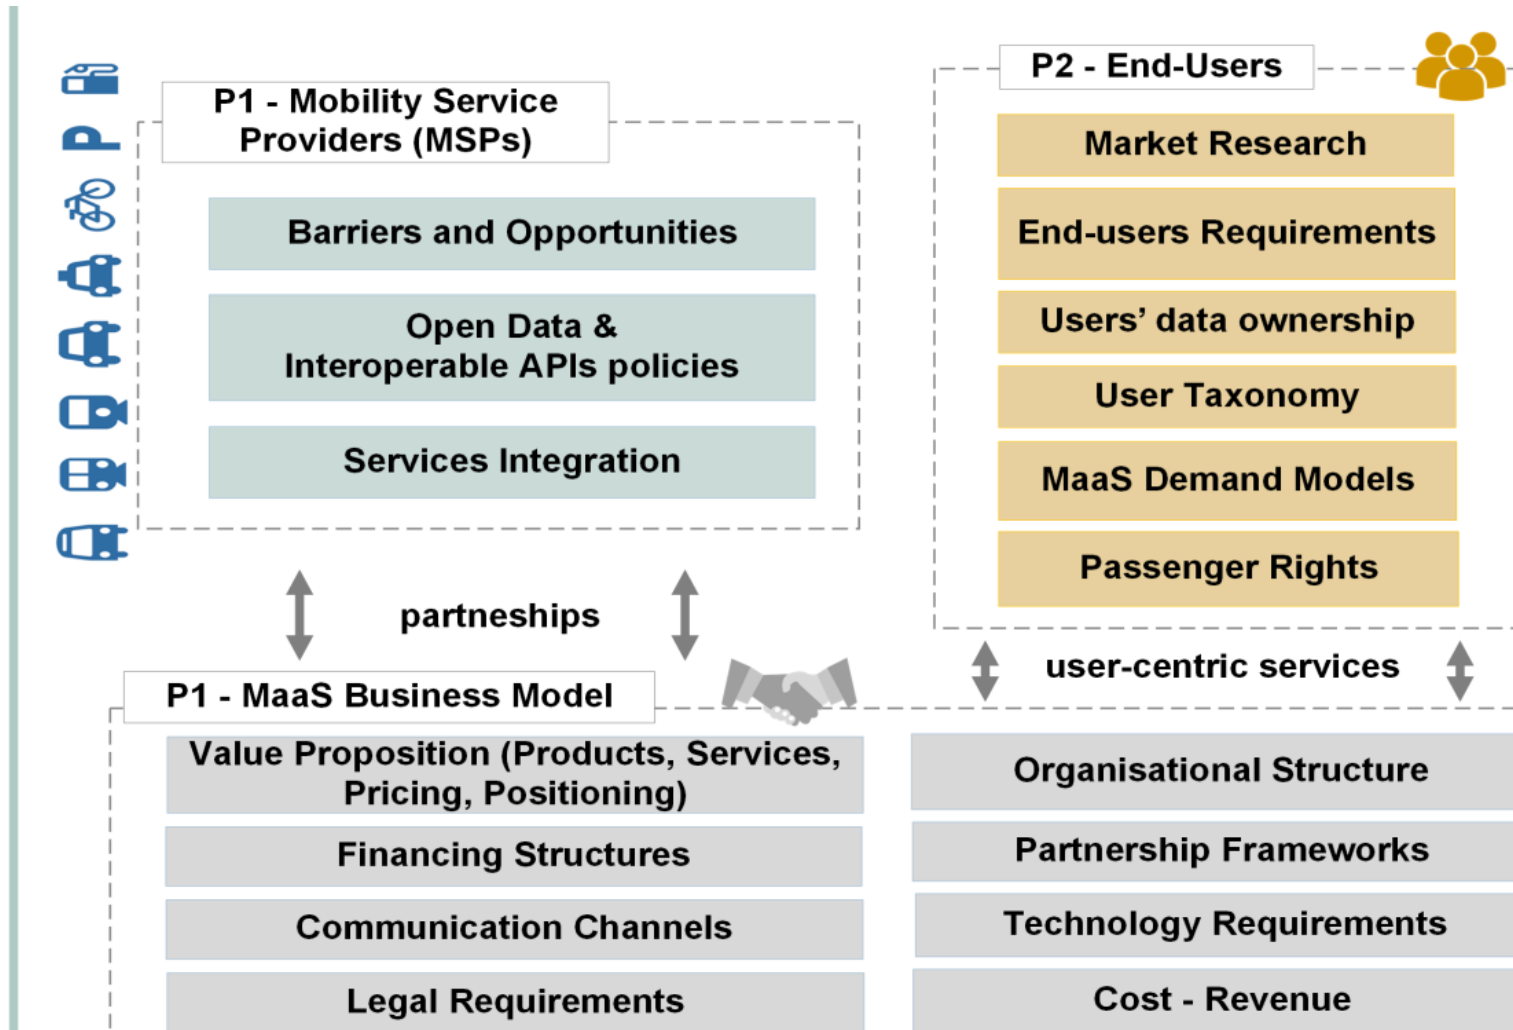 P1 - Mobility Service
Providers (MSPs)
Barriers and Opportunities
Open Data &
Interoperable APIs policies
Services Integration
P2 - End-Users
Market Research
End-users Requirements
Users’ data ownership
User Taxonomy
MaaS Demand Models
Passenger Rights
partneships
user-centric services
P1 - MaaS Business Model
Value Proposition (Products, Services,
Pricing, Positioning)
Financing Structures
Communication Channels
Legal Requirements
Organisational Structure
Partnership Frameworks
Technology Requirements
Cost - Revenue